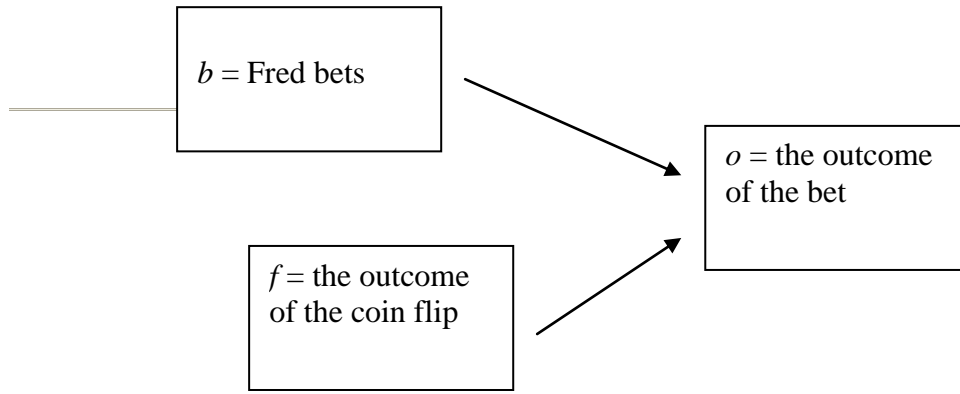 b = Fred bets
o = the outcome
of the bet
f = the outcome
of the coin flip